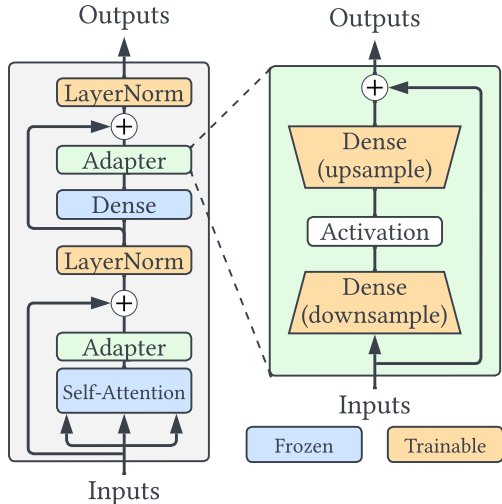 Outputs
LayerNorm
Adapter
Dense
LayerNorm
Adapter
Self-Attention
Inputs
Outputs
Dense
(upsample)
Activation
Dense
(downsample)
Inputs
Frozen
Trainable